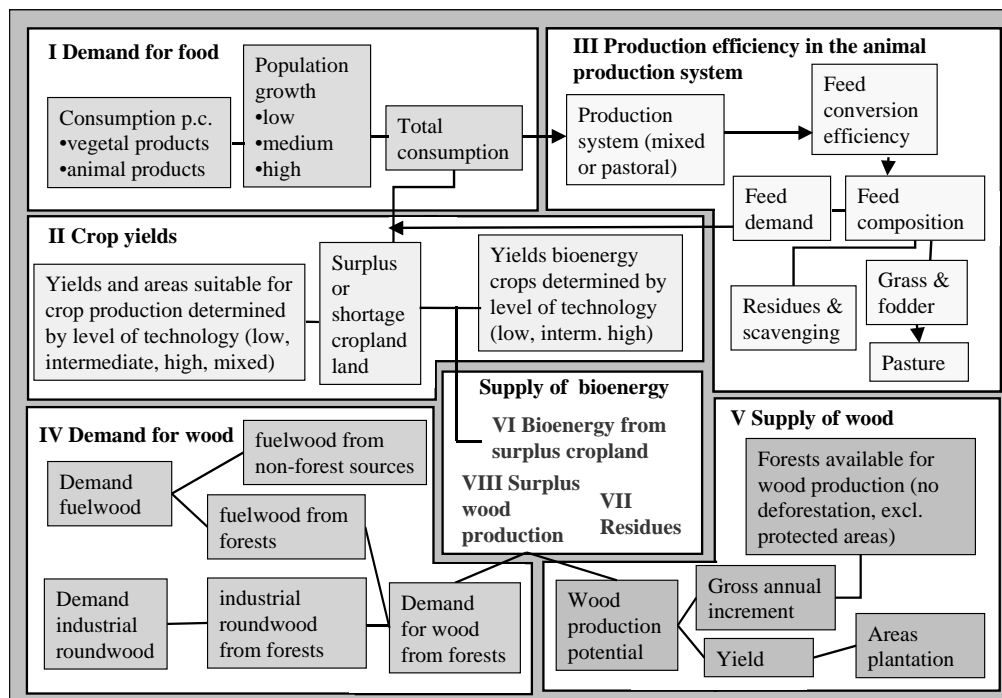 I Demand for food
Consumption p.c.
•vegetal products
•animal products
Population
growth
•low
•medium
•high
Total
consumption
III Production efficiency in the animal
production system
Production
system (mixed
or pastoral)
Feed
conversion
efficiency
Feed
demand
Feed
composition
Residues &
scavenging
Grass &
fodder
Pasture
II Crop yields
Yields and areas suitable for
crop production determined
by level of technology (low,
intermediate, high, mixed)
Surplus
or
shortage
cropland
land
Yields bioenergy
crops determined by
level of technology
(low, interm. high)
Supply of bioenergy
VI Bioenergy from
surplus cropland
VIII Surplus
wood
production
VII
Residues
IV Demand for wood
Demand
fuelwood
fuelwood from
non-forest sources
fuelwood from
forests
Demand
industrial
roundwood
industrial
roundwood
from forests
Demand
for wood
from forests
V Supply of wood
Forests available for
wood production (no
deforestation, excl.
protected areas)
Wood
production
potential
Gross annual
increment
Yield
Areas
plantation